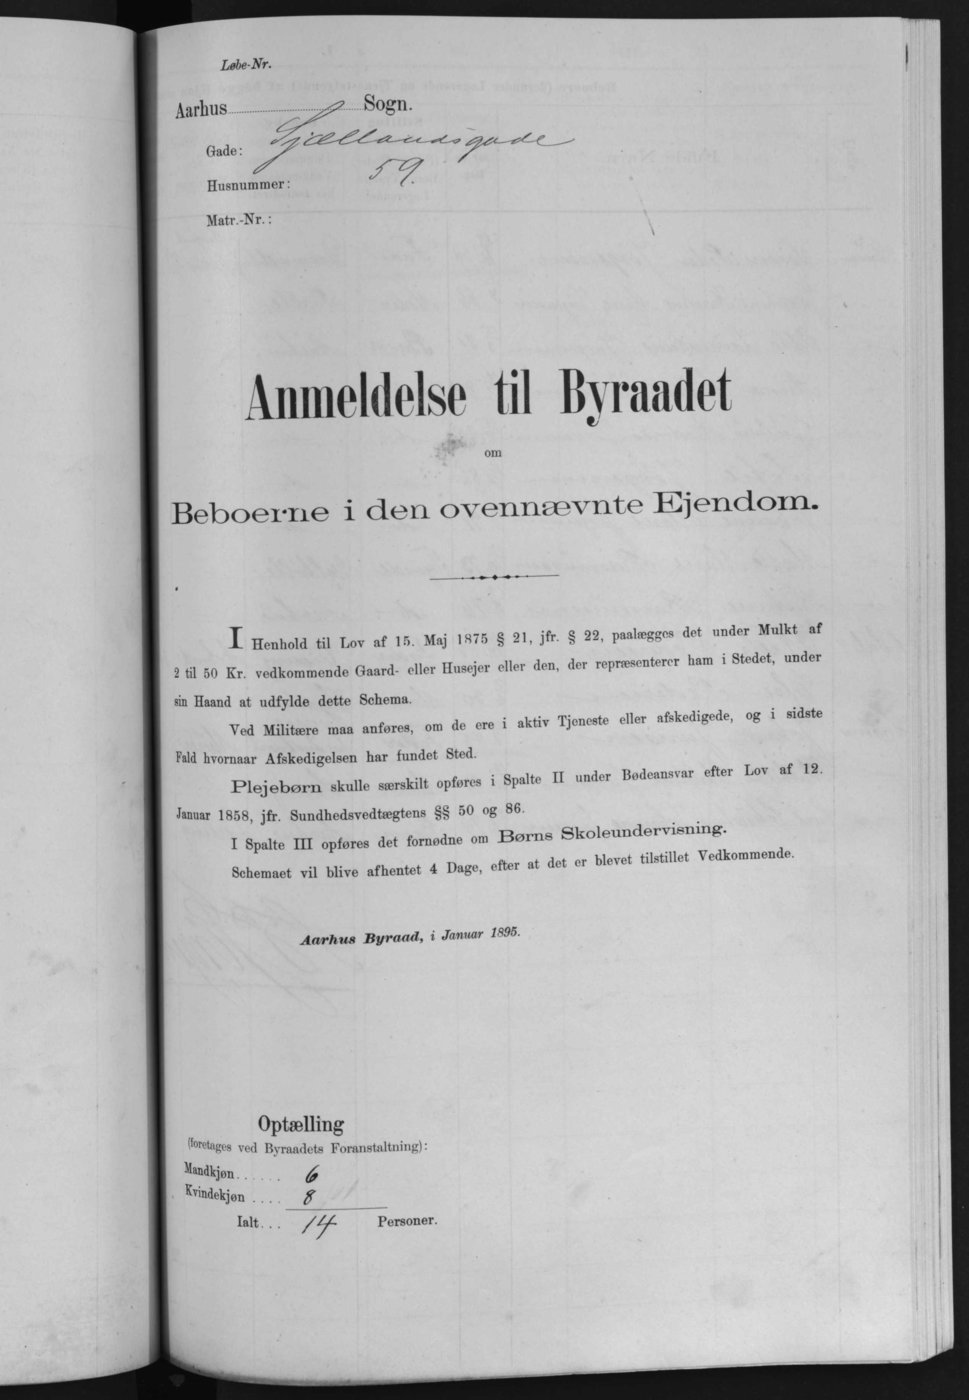 Løbe-Nr.
Aarhus Sogn.
Gade: Sjællandsgade
Husnummer: 59.
Matr.-Nr.:
Anmeldelse til Byraadet
om
Beboerne i den ovennævnte Ejendom.
I Henhold til Lov af 15. Maj 1875 § 21, jfr. § 22, paalægges det under Mulkt af
2 til 50 Kr. vedkommende Gaard- eller Husejer eller den, der repræsenterer ham i Stedet, under
sin Haand at udfylde dette Schema.
Ved Militære maa anføres, om de ere i aktiv Tjeneste eller afskedigede, og i sidste
Fald hvornaar Afskedigelsen har fundet Sted.
Plejebørn skulle særskilt opføres i Spalte II under Bødeansvar efter Lov af 12.
Januar 1858, jfr. Sundhedsvedtægtens §§ 50 og 86.
I Spalte III opføres det fornødne om Børns Skoleundervisning.
Schemaet vil blive afhentet 4 Dage, efter at det er blevet tilstillet Vedkommende.
Aarhus Byraad, i Januar 1895.
Optælling
(foretages ved Byraadets Foranstaltning):
Mandkjøn...... 6
Kvindekjøn .... 8
Ialt... 14 Personer.